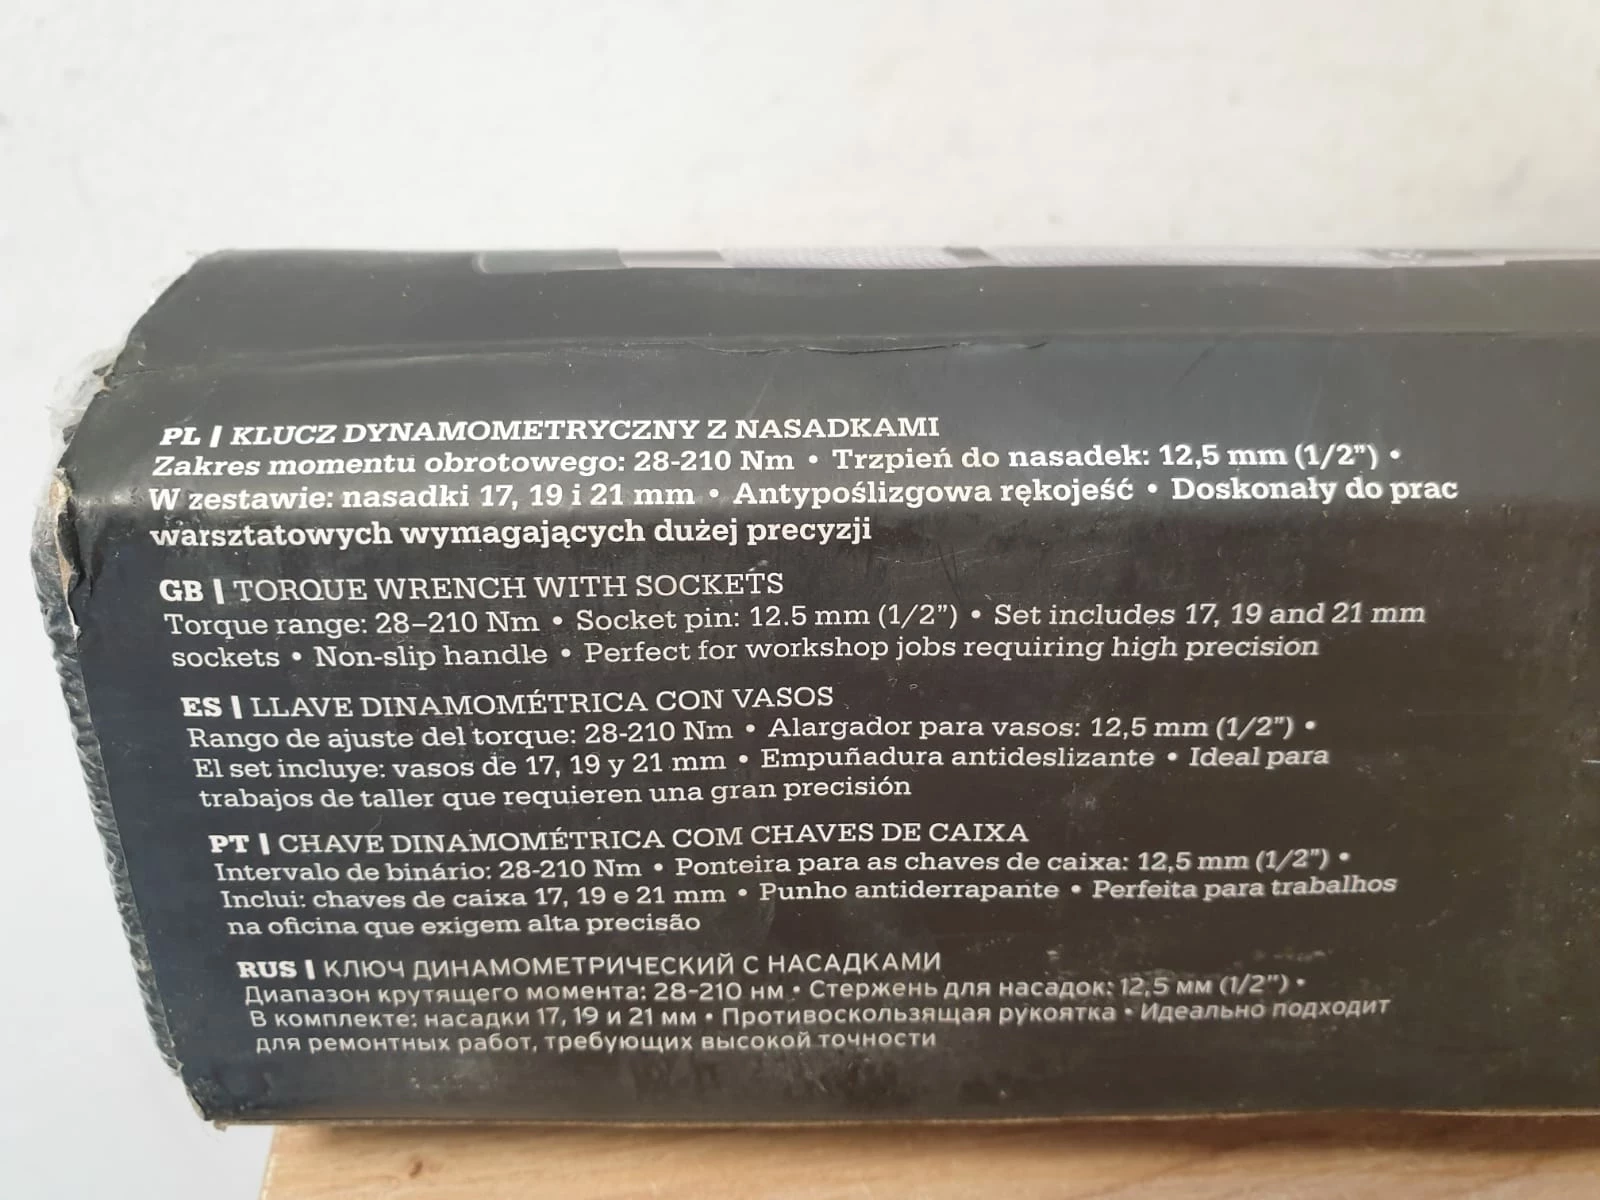 PL | KLUCZ DYNAMOMETRYCZNY Z NASADKAMI
Zakres momentu obrotowego: 28-210 Nm • Trzpień do nasadek: 12,5 mm (1/2”) •
W zestawie: nasadki 17, 19 i 21 mm • Antypoślizgowa rękojeść • Doskonały do prac
warsztatowych wymagających dużej precyzji
GB | TORQUE WRENCH WITH SOCKETS
Torque range: 28–210 Nm • Socket pin: 12.5 mm (1/2”) • Set includes 17, 19 and 21 mm
sockets • Non-slip handle • Perfect for workshop jobs requiring high precision
ES | LLAVE DINAMOMÉTRICA CON VASOS
Rango de ajuste del torque: 28-210 Nm • Alargador para vasos: 12,5 mm (1/2”) •
El set incluye: vasos de 17, 19 y 21 mm • Empuñadura antideslizante • Ideal para
trabajos de taller que requieren una gran precisión
PT | CHAVE DINAMOMÉTRICA COM CHAVES DE CAIXA
Intervalo de binário: 28-210 Nm • Ponteira para as chaves de caixa: 12,5 mm (1/2”) •
Inclui: chaves de caixa 17, 19 e 21 mm • Punho antiderrapante • Perfeita para trabalhos
na oficina que exigem alta precisão
RUS | КЛЮЧ ДИНАМОМЕТРИЧЕСКИЙ С НАСАДКАМИ
Диапазон крутящего момента: 28-210 нм • Стержень для насадок: 12,5 мм (1/2”) •
В комплекте: насадки 17, 19 и 21 мм • Противоскользящая рукоятка • Идеально подходит
для ремонтных работ, требующих высокой точности